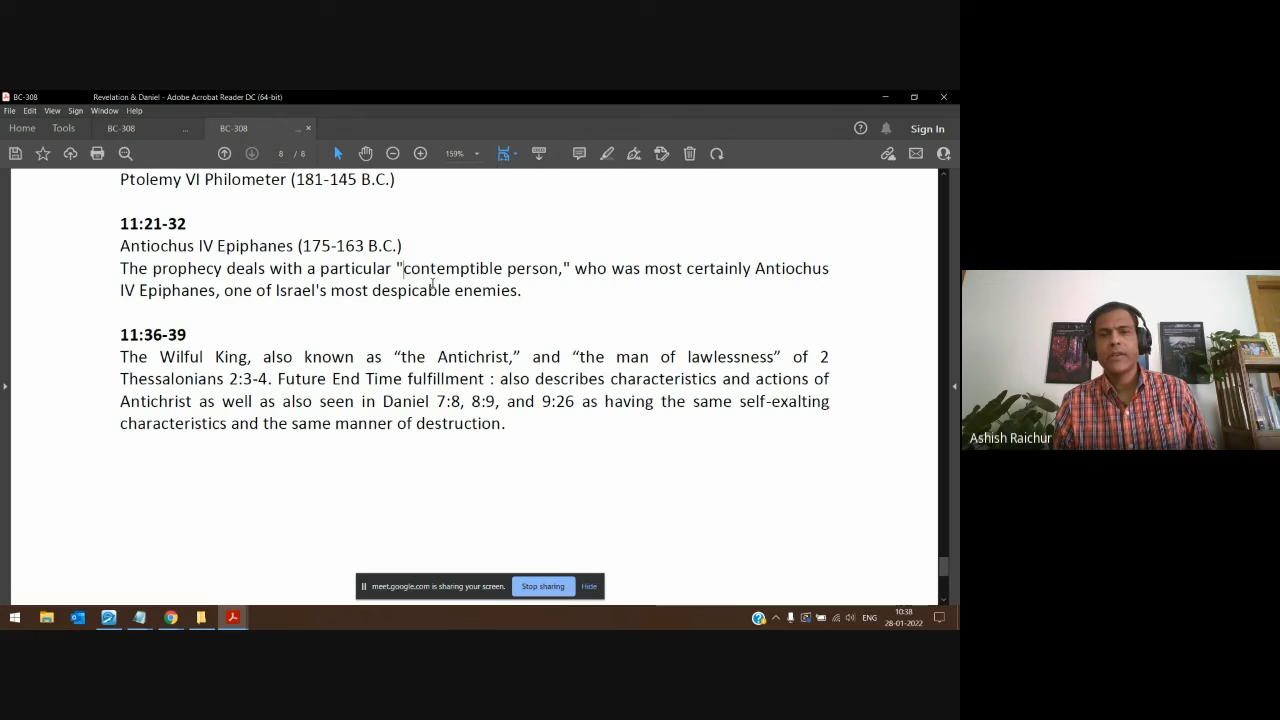 BC-308 Revelation & Daniel - Adobe Acrobat Reader DC (64-bit)
File Edit View Sign Window Help
Home Tools BC-308 ... BC-308 ... × Sign In
8 / 8 159%
Ptolemy VI Philometer (181-145 B.C.)
11:21-32
Antiochus IV Epiphanes (175-163 B.C.)
The prophecy deals with a particular "contemptible person," who was most certainly Antiochus
IV Epiphanes, one of Israel's most despicable enemies.
11:36-39
The Wilful King, also known as “the Antichrist,” and “the man of lawlessness” of 2
Thessalonians 2:3-4. Future End Time fulfillment : also describes characteristics and actions of
Antichrist as well as also seen in Daniel 7:8, 8:9, and 9:26 as having the same self-exalting
characteristics and the same manner of destruction.
Ashish Raichur
meet.google.com is sharing your screen. Stop sharing Hide
ENG
10:38
28-01-2022